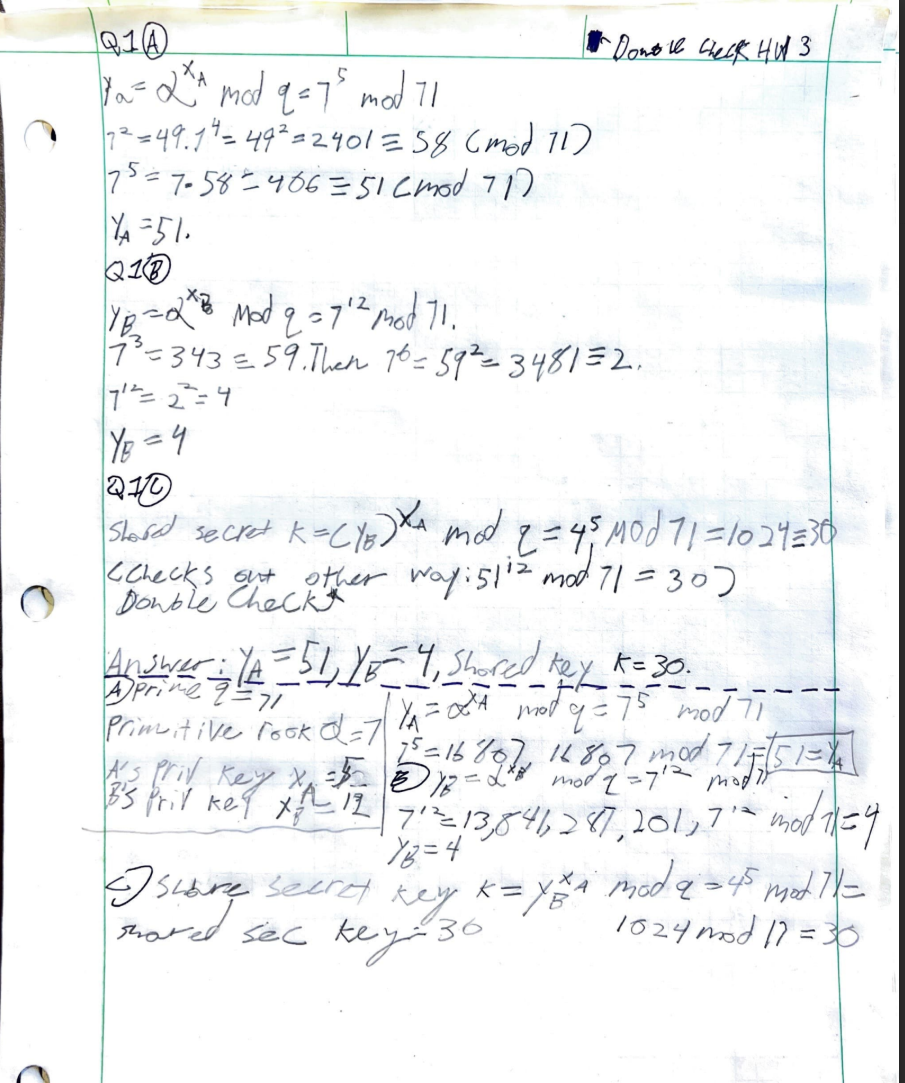 Q1(A)
Double Check HW 3
Ya = α^XA mod q = 7^5 mod 71
7^2 = 49. 7^4 = 49^2 = 2401 ≡ 58 (mod 71)
7^5 = 7·58 = 406 ≡ 51 (mod 71)
YA = 51.
Q1(B)
YB = α^XB mod q = 7^12 mod 71.
7^3 = 343 ≡ 59. Then 7^6 = 59^2 = 3481 ≡ 2.
7^12 = 2^2 = 4
YB = 4
Q1(C)
Shared secret K = (YB)^XA mod q = 4^5 mod 71 = 1024 ≡ 30
(Checks out other way: 51^12 mod 71 = 30)
Double Check
Answer: YA = 51, YB = 4, Shared key K = 30.
A) prime q = 71
Primitive root α = 7
A's Priv key XA = 5
B's Priv key XB = 12
YA = α^XA mod q = 7^5 mod 71
7^5 = 16807, 16807 mod 71 = 51 = YA
B) YB = α^XB mod q = 7^12 mod 71
7^12 = 13,841,287,201, 7^12 mod 71 = 4
YB = 4
C) Share secret key K = YB^XA mod q = 4^5 mod 71 =
shared sec key = 30 1024 mod 17 = 30